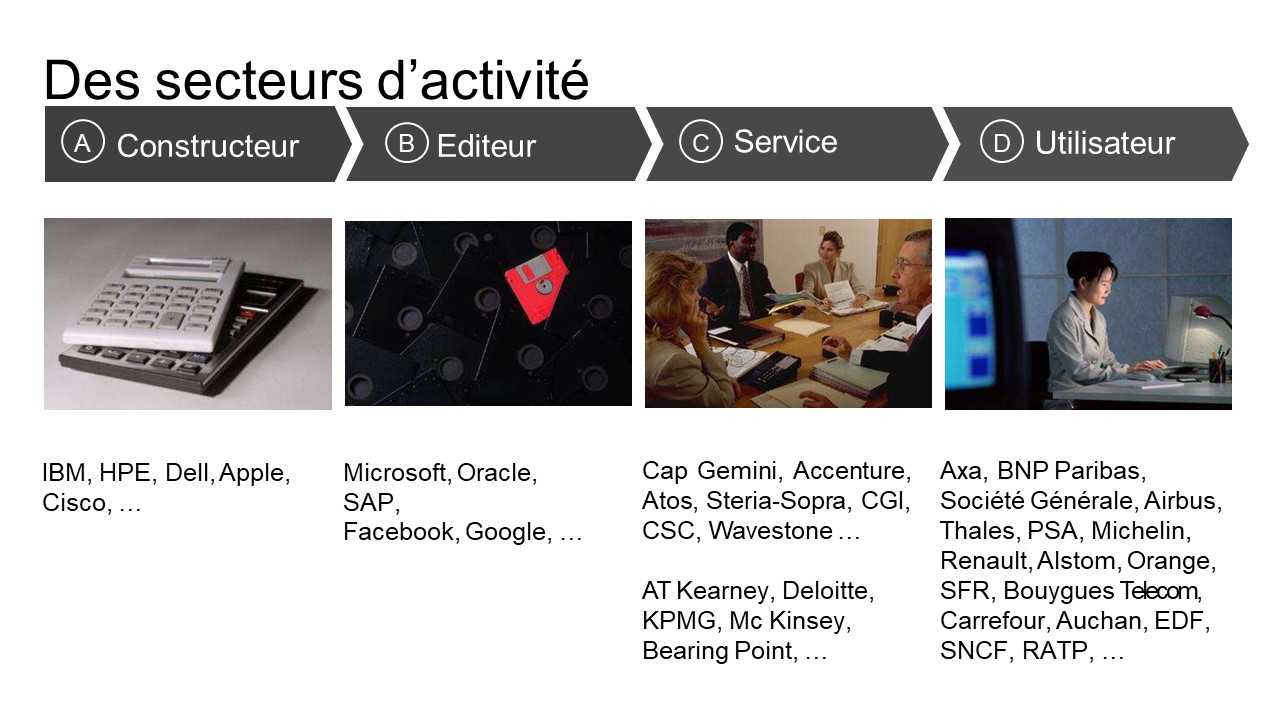 Des secteurs d’activité
A Constructeur
B Editeur
C Service
D Utilisateur
IBM, HPE, Dell, Apple,
Cisco, …
Microsoft, Oracle,
SAP,
Facebook, Google, …
Cap Gemini, Accenture,
Atos, Steria-Sopra, CGI,
CSC, Wavestone …
AT Kearney, Deloitte,
KPMG, Mc Kinsey,
Bearing Point, …
Axa, BNP Paribas,
Société Générale, Airbus,
Thales, PSA, Michelin,
Renault, Alstom, Orange,
SFR, Bouygues Telecom,
Carrefour, Auchan, EDF,
SNCF, RATP, …